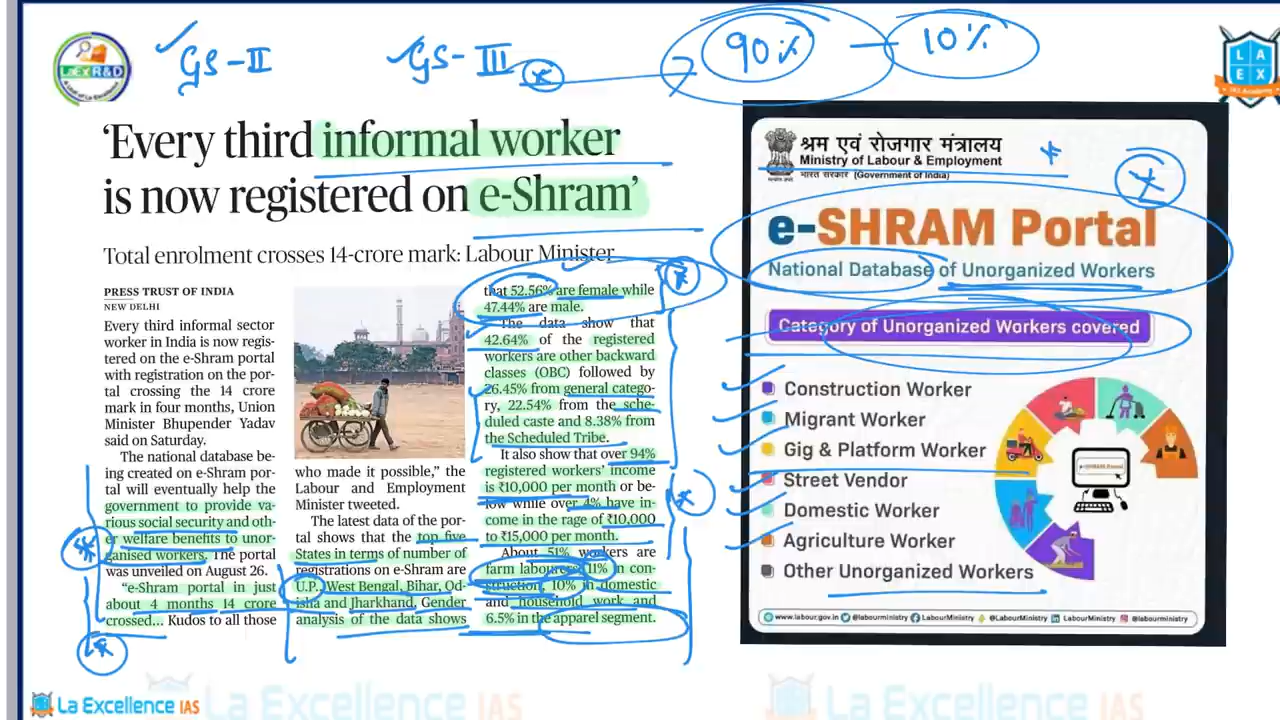 GS-II
GS-III
90%
10%
LaEx R&D
LA
EX
IAS Academy
'Every third informal worker
is now registered on e-Shram'
Total enrolment crosses 14-crore mark: Labour Minister
PRESS TRUST OF INDIA
NEW DELHI
Every third informal sector
worker in India is now regis-
tered on the e-Shram portal
with registration on the por-
tal crossing the 14 crore
mark in four months, Union
Minister Bhupender Yadav
said on Saturday.
The national database be-
ing created on e-Shram por-
tal will eventually help the
government to provide va-
rious social security and oth-
er welfare benefits to unor-
ganised workers. The portal
was unveiled on August 26.
"e-Shram portal in just
about 4 months 14 crore
crossed... Kudos to all those
who made it possible," the
Labour and Employment
Minister tweeted.
The latest data of the por-
tal shows that the top five
States in terms of number of
registrations on e-Shram are
U.P., West Bengal, Bihar, Od-
isha and Jharkhand. Gender
analysis of the data shows
that 52.56% are female while
47.44% are male.
The data show that
42.64% of the registered
workers are other backward
classes (OBC) followed by
26.45% from general catego-
ry, 22.54% from the sche-
duled caste and 8.38% from
the Scheduled Tribe.
It also show that over 94%
registered workers' income
is ₹10,000 per month or be-
low while over 4% have in-
come in the rage of ₹10,000
to ₹15,000 per month.
About 51% workers are
farm labourers, 11% in con-
struction, 10% in domestic
and household work and
6.5% in the apparel segment.
श्रम एवं रोजगार मंत्रालय
Ministry of Labour & Employment
भारत सरकार (Government of India)
e-SHRAM Portal
National Database of Unorganized Workers
Category of Unorganized Workers covered
Construction Worker
Migrant Worker
Gig & Platform Worker
Street Vendor
Domestic Worker
Agriculture Worker
Other Unorganized Workers
www.labour.gov.in @labourministry LabourMinistry @LabourMinistry LabourMinistry @labourministry
La Excellence IAS